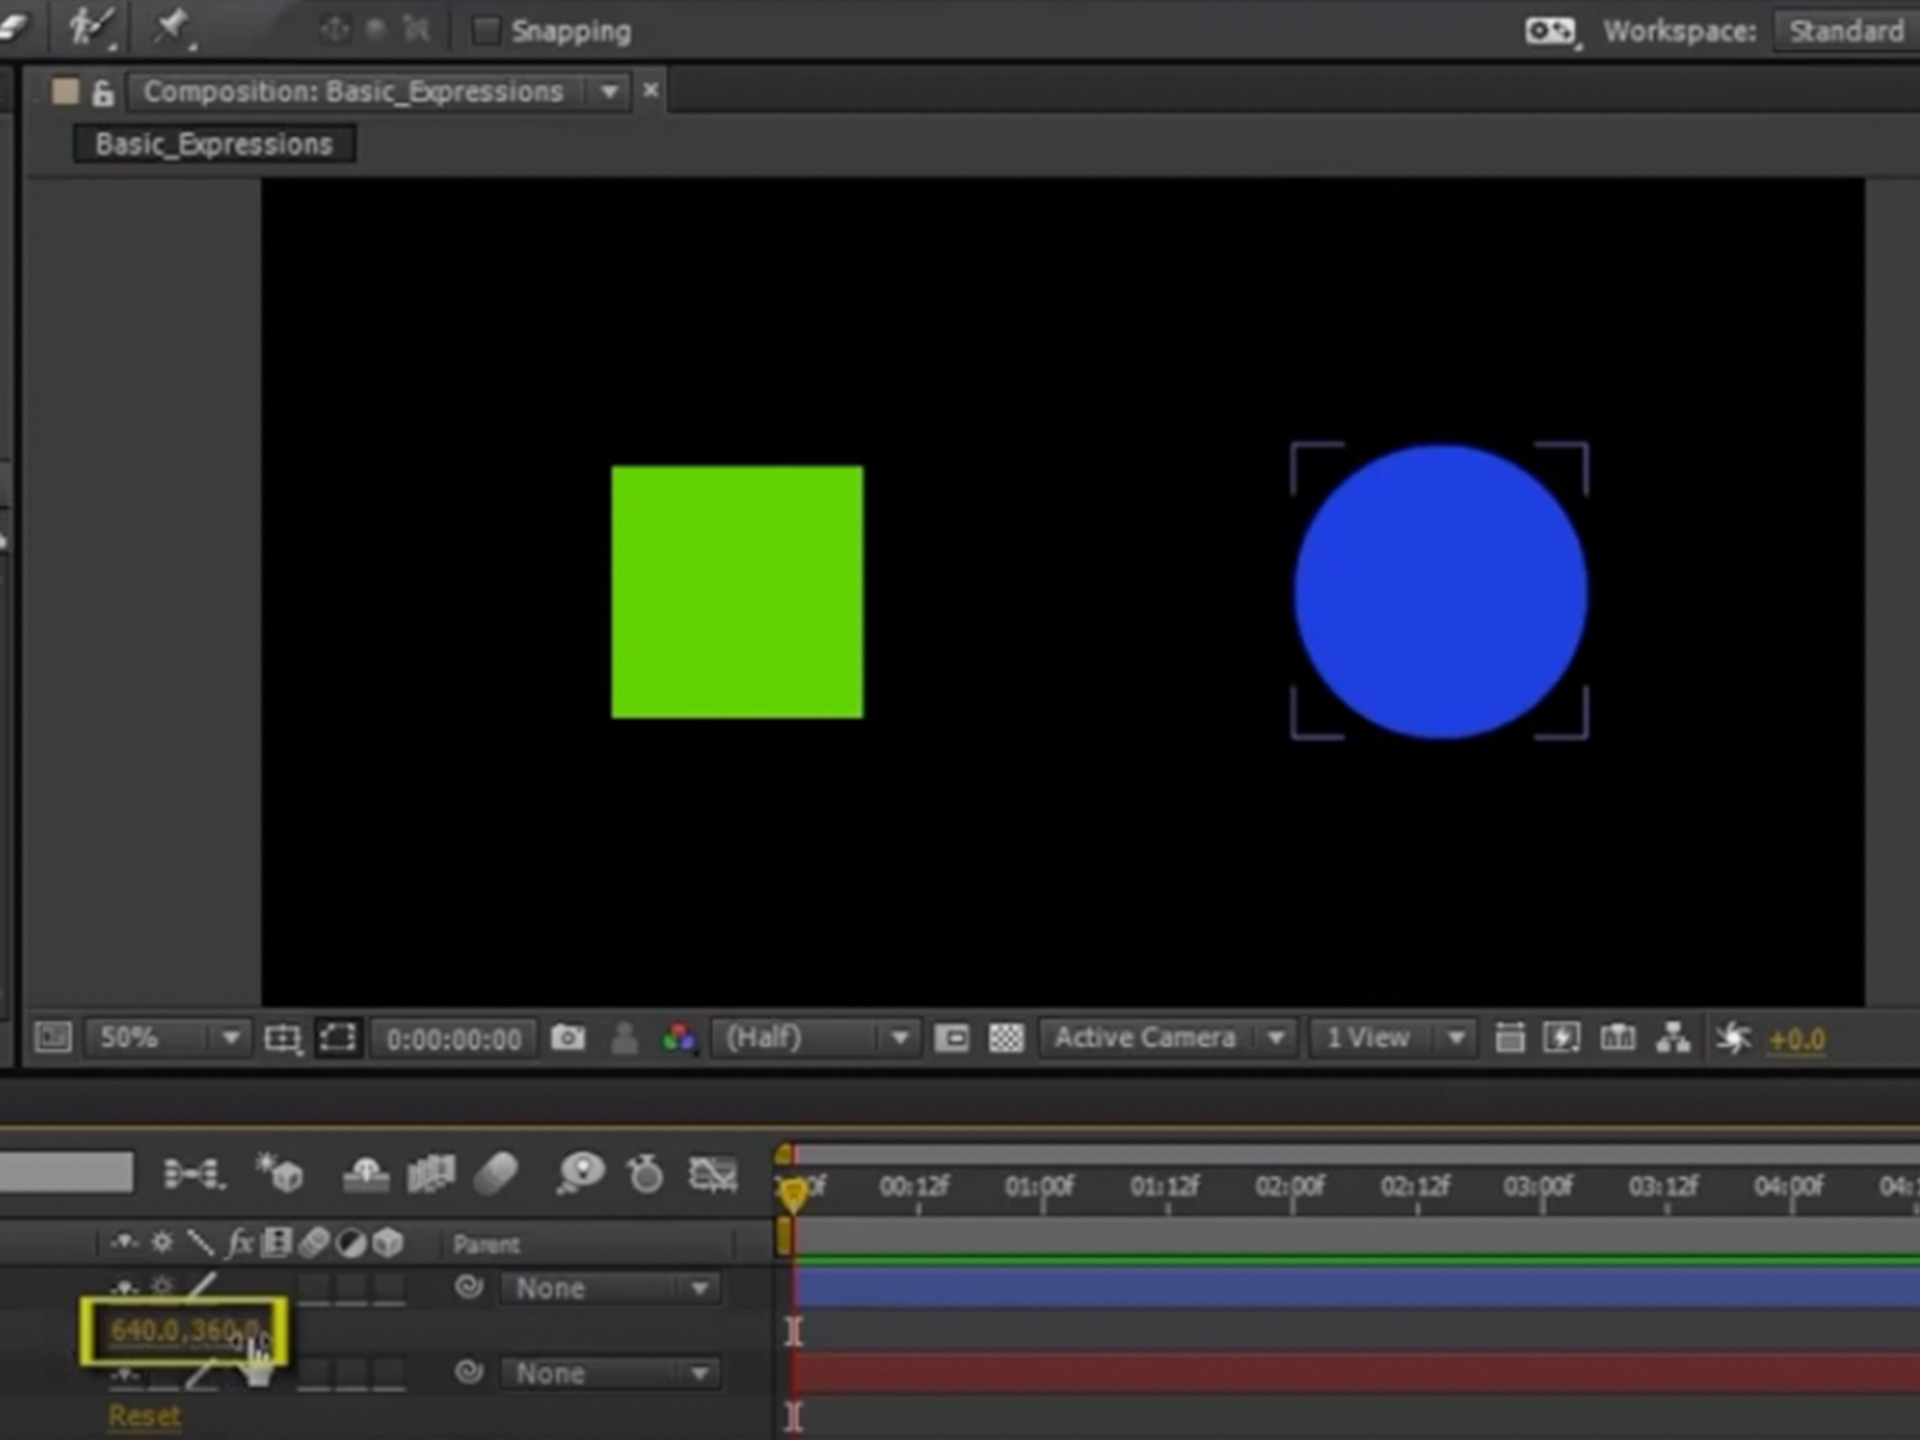 Snapping
Workspace: Standard
Composition: Basic_Expressions
Basic_Expressions
50%
0:00:00:00
(Half)
Active Camera
1 View
+0.0
00:12f 01:00f 01:12f 02:00f 02:12f 03:00f 03:12f 04:00f
fx
Parent
None
640.0,360.0
None
Reset